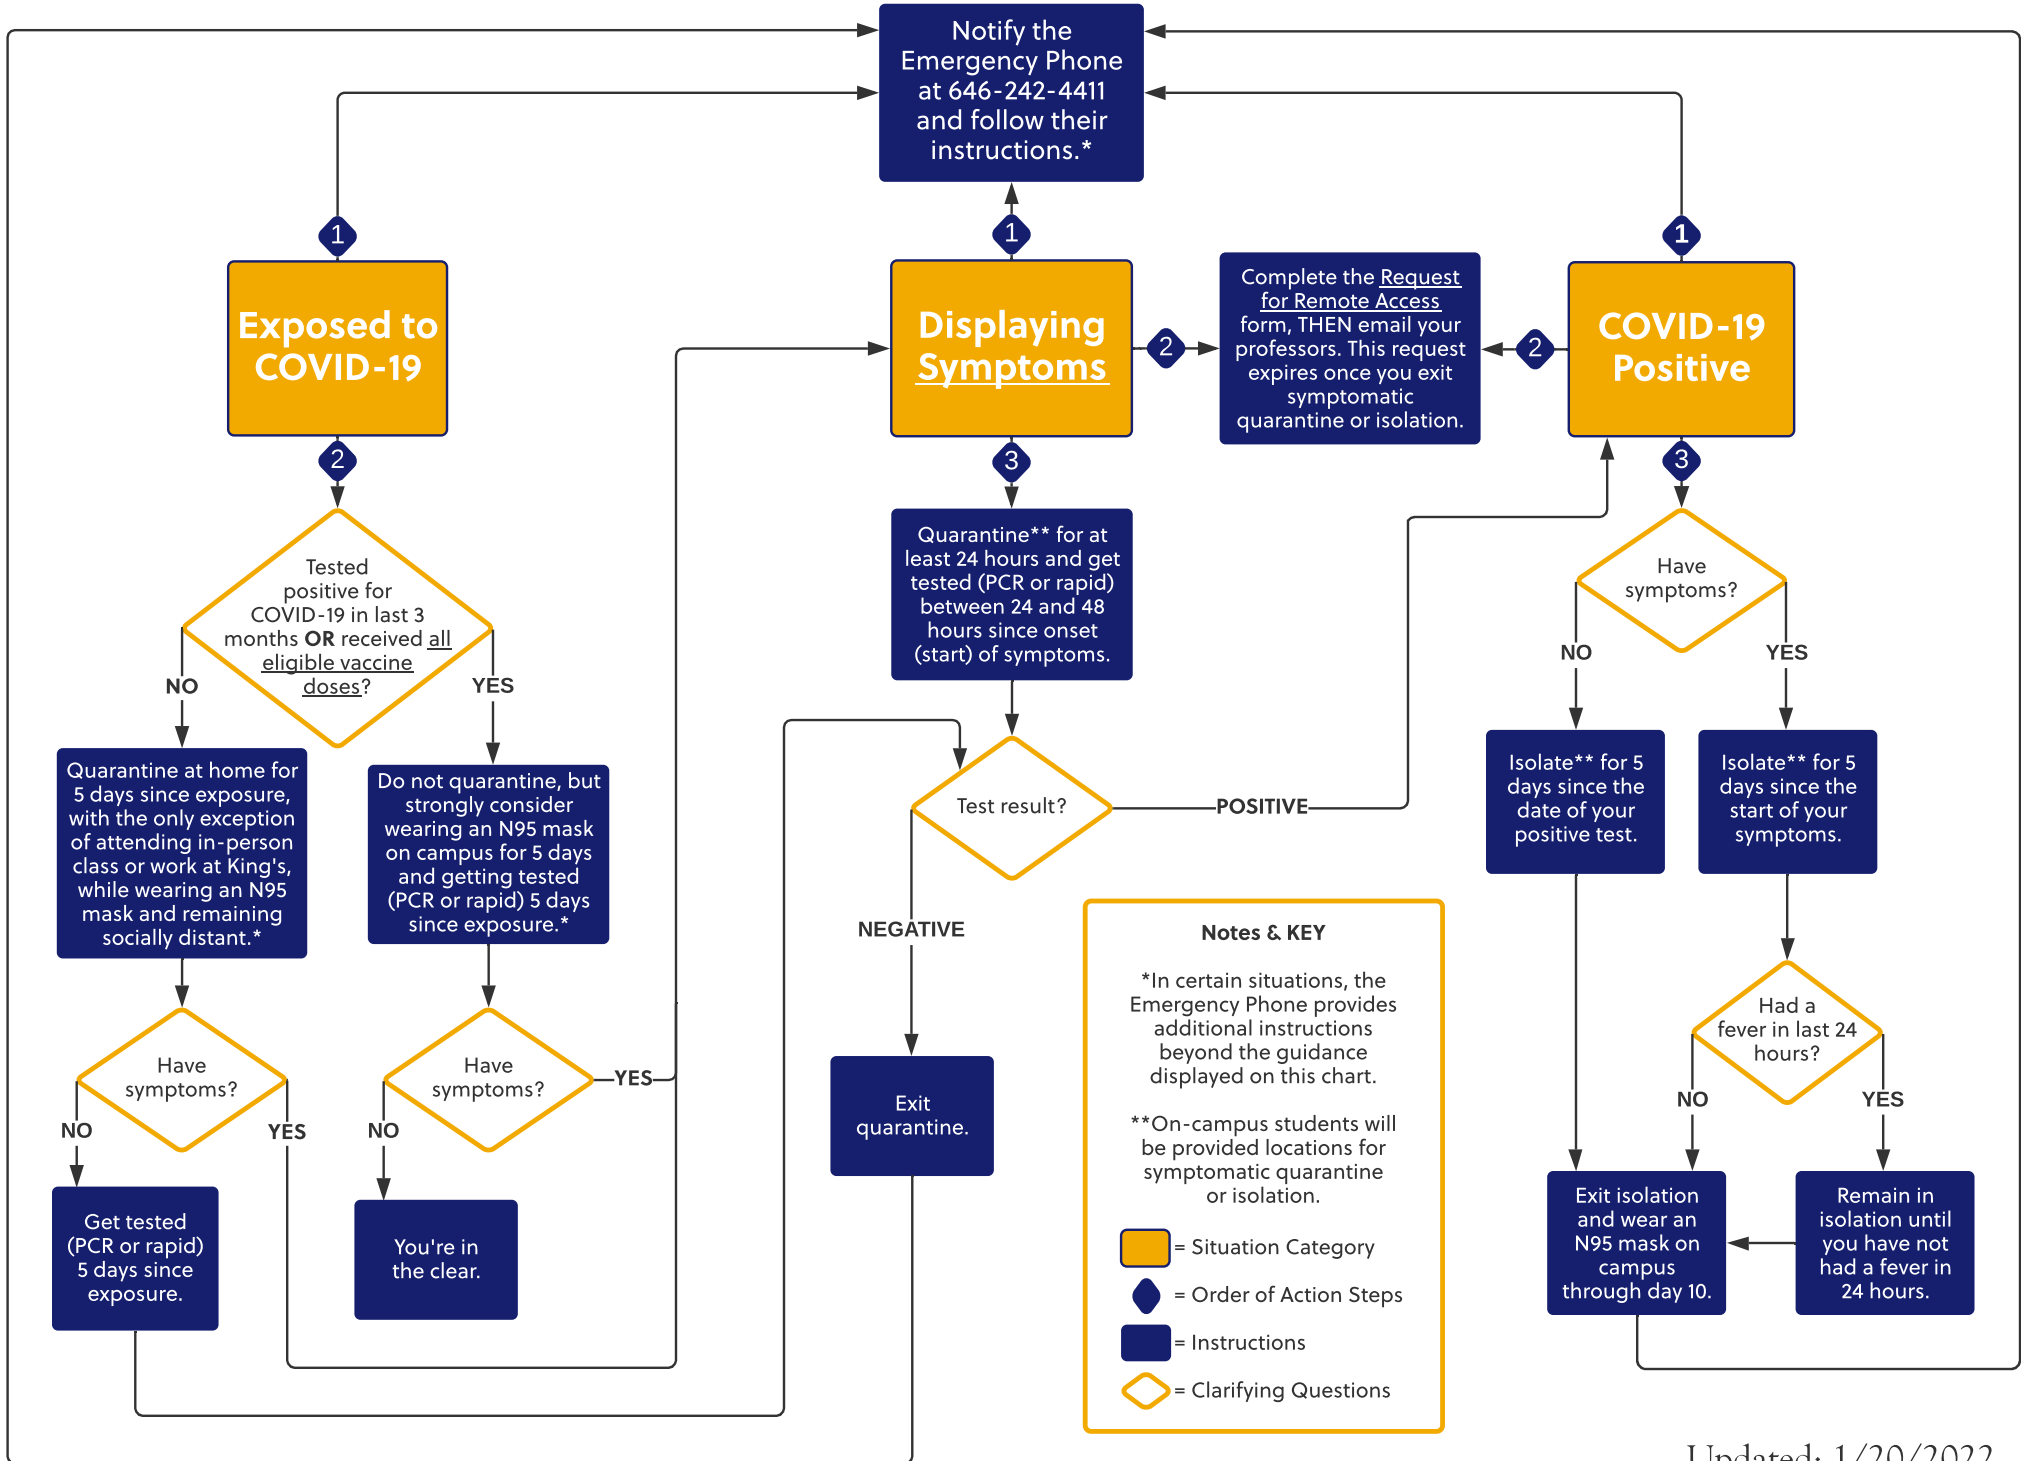 Notify the
Emergency Phone
at 646-242-4411
and follow their
instructions.*
1
1
1
Exposed to
COVID-19
Displaying
Symptoms
2
Complete the Request
for Remote Access
form, THEN email your
professors. This request
expires once you exit
symptomatic
quarantine or isolation.
2
COVID-19
Positive
2
3
3
Tested
positive for
COVID-19 in last 3
months OR received all
eligible vaccine
doses?
NO
YES
Quarantine** for at
least 24 hours and get
tested (PCR or rapid)
between 24 and 48
hours since onset
(start) of symptoms.
Have
symptoms?
NO
YES
Quarantine at home for
5 days since exposure,
with the only exception
of attending in-person
class or work at King's,
while wearing an N95
mask and remaining
socially distant.*
Do not quarantine, but
strongly consider
wearing an N95 mask
on campus for 5 days
and getting tested
(PCR or rapid) 5 days
since exposure.*
Test result?
POSITIVE
NEGATIVE
Isolate** for 5
days since the
date of your
positive test.
Isolate** for 5
days since the
start of your
symptoms.
Have
symptoms?
NO
YES
Have
symptoms?
YES
NO
Exit
quarantine.
Had a
fever in last 24
hours?
NO
YES
Get tested
(PCR or rapid)
5 days since
exposure.
You're in
the clear.
Exit isolation
and wear an
N95 mask on
campus
through day 10.
Remain in
isolation until
you have not
had a fever in
24 hours.
Notes & KEY
*In certain situations, the
Emergency Phone provides
additional instructions
beyond the guidance
displayed on this chart.
**On-campus students will
be provided locations for
symptomatic quarantine
or isolation.
= Situation Category
= Order of Action Steps
= Instructions
= Clarifying Questions
Updated: 1/20/2022